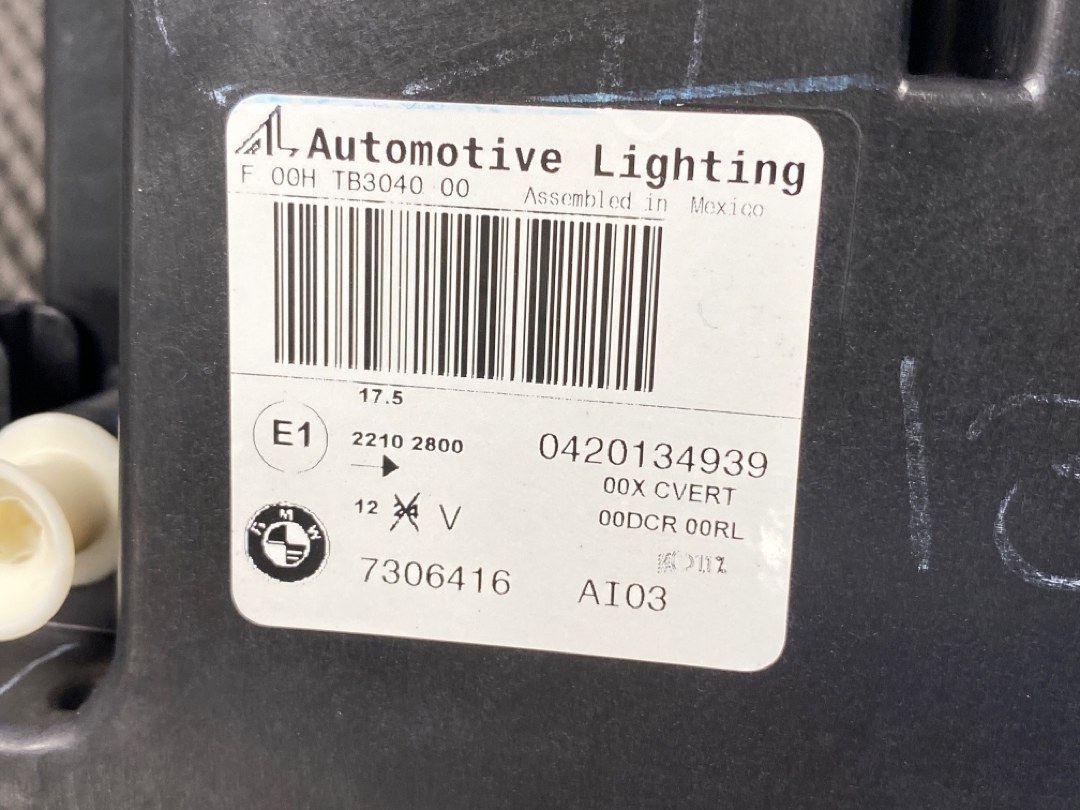 AL Automotive Lighting
F 00H TB3040 00 Assembled in Mexico
17.5
E1
2210 2800
0420134939
00X CVERT
12 24 V
00DCR 00RL
BMW
7306416
AI03